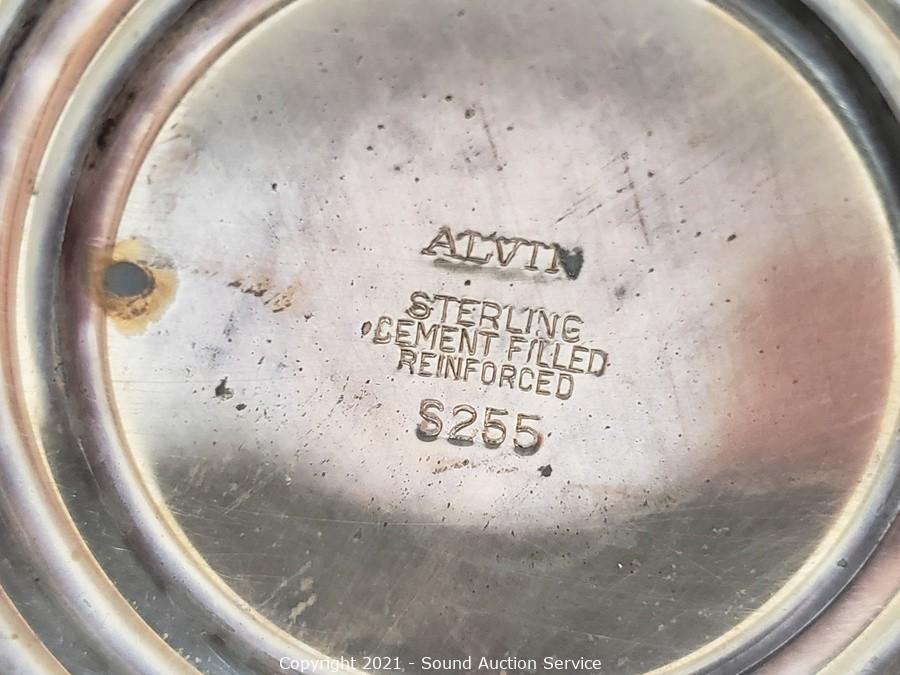 ALVIN
STERLING
CEMENT FILLED
REINFORCED
S255
Copyright 2021 - Sound Auction Service